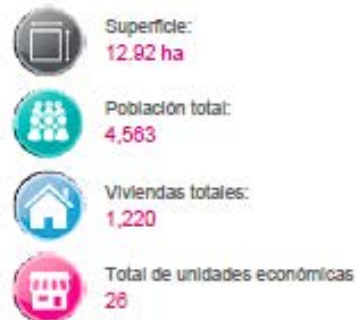 Superficie:
12.92 ha
Población total:
4,563
Viviendas totales:
1,220
Total de unidades económicas
26